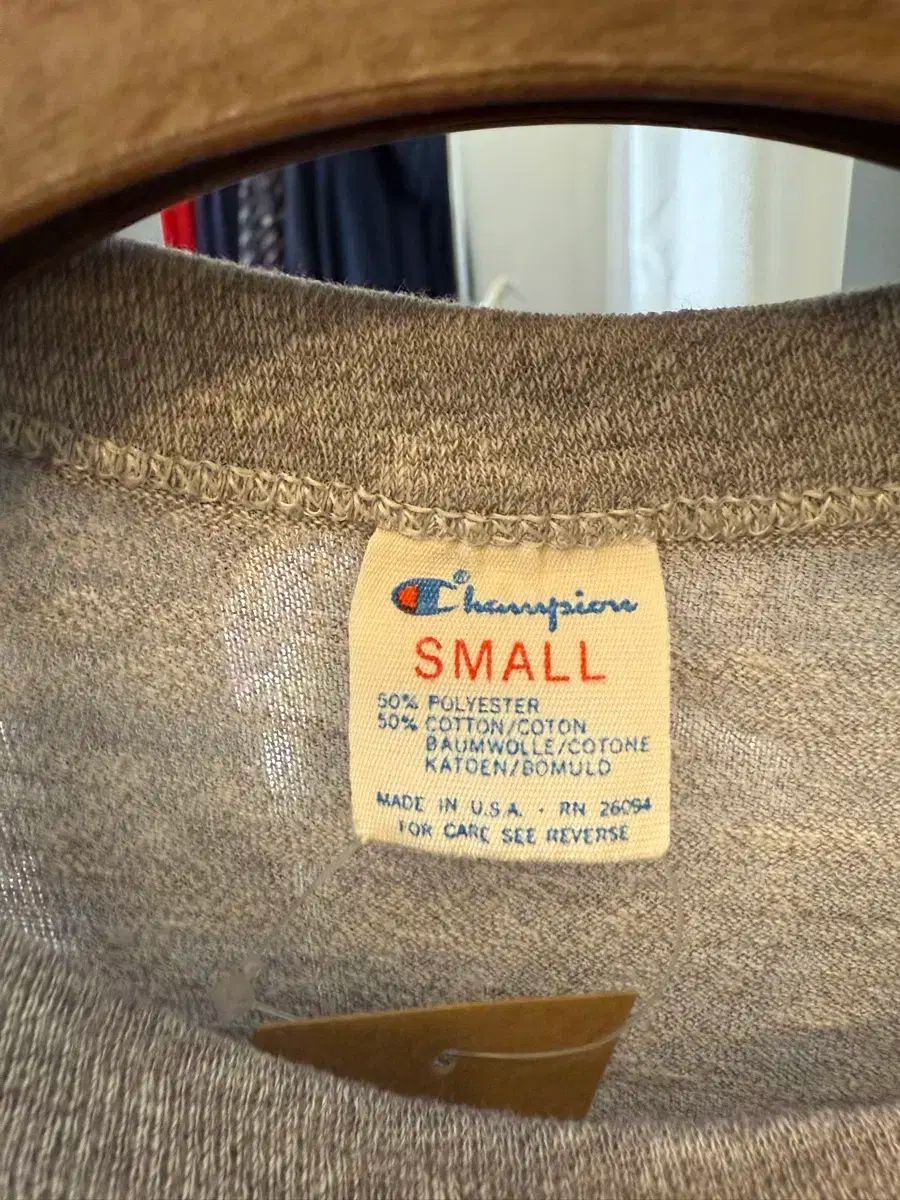 Champion®
SMALL
50% POLYESTER
50% COTTON/COTON
BAUMWOLLE/COTONE
KATOEN/BOMULD
MADE IN U.S.A. · RN 26094
FOR CARE SEE REVERSE